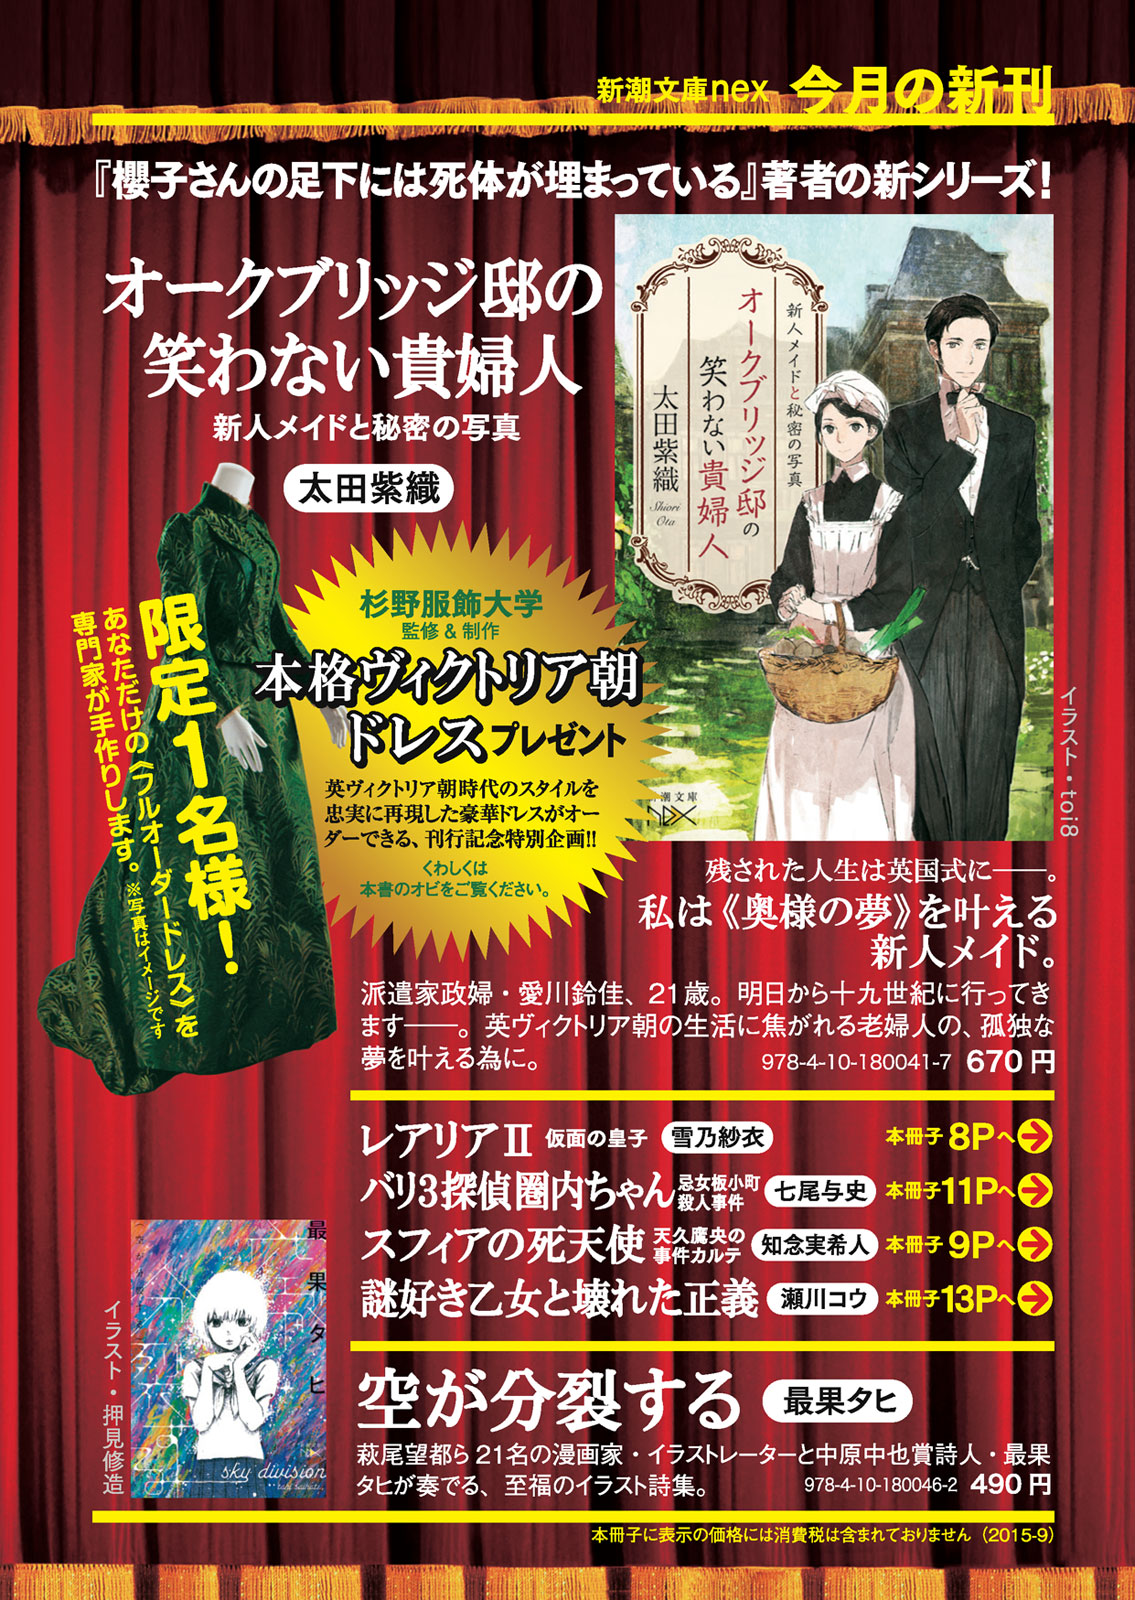 新潮文庫nex 今月の新刊
『櫻子さんの足下には死体が埋まっている』著者の新シリーズ!
オークブリッジ邸の
笑わない貴婦人
新人メイドと秘密の写真
太田紫織
新人メイドと秘密の写真
オークブリッジ邸の
笑わない貴婦人
太田紫織
Shiori
Ota
潮文庫
nex
イラスト・toi8
杉野服飾大学
監修&制作
本格ヴィクトリア朝
ドレスプレゼント
英ヴィクトリア朝時代のスタイルを
忠実に再現した豪華ドレスがオー
ダーできる、刊行記念特別企画!!
くわしくは
本書のオビをご覧ください。
限定1名様!
あなただけの《フルオーダードレス》を
専門家が手作りします。※写真はイメージです
残された人生は英国式に――。
私は《奥様の夢》を叶える
新人メイド。
派遣家政婦・愛川鈴佳、21歳。明日から十九世紀に行ってき
ます――。英ヴィクトリア朝の生活に焦がれる老婦人の、孤独な
夢を叶える為に。 978-4-10-180041-7 670円
レアリアⅡ 仮面の皇子 雪乃紗衣 本冊子8Pへ
バリ3探偵圏内ちゃん 忌女板小町殺人事件 七尾与史 本冊子11Pへ
スフィアの死天使 天久鷹央の事件カルテ 知念実希人 本冊子9Pへ
謎好き乙女と壊れた正義 瀬川コウ 本冊子13Pへ
最果タヒ
sky division
イラスト・押見修造
空が分裂する 最果タヒ
萩尾望都ら21名の漫画家・イラストレーターと中原中也賞詩人・最果
タヒが奏でる、至福のイラスト詩集。 978-4-10-180046-2 490円
本冊子に表示の価格には消費税は含まれておりません (2015-9)